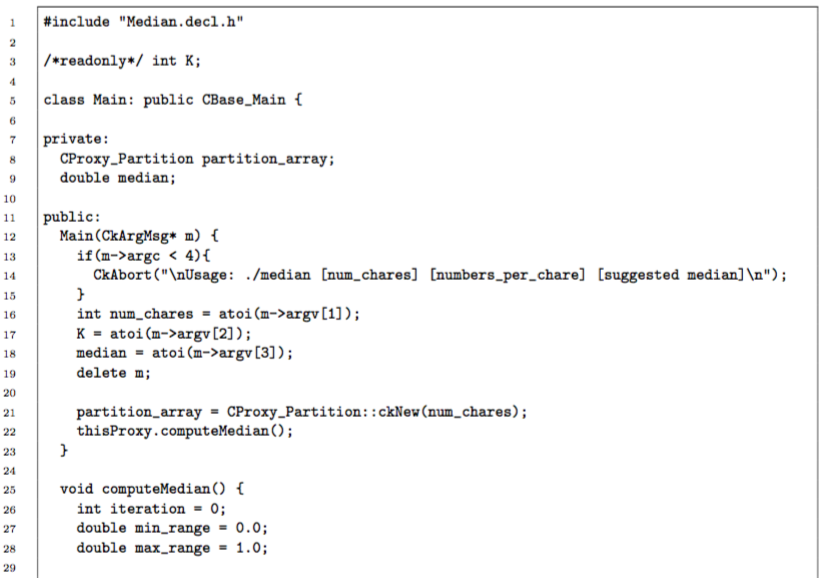 1 #include "Median.decl.h"
2
3 /*readonly*/ int K;
4
5 class Main: public CBase_Main {
6
7 private:
8   CProxy_Partition partition_array;
9   double median;
10
11 public:
12   Main(CkArgMsg* m) {
13     if(m->argc < 4){
14       CkAbort("\nUsage: ./median [num_chares] [numbers_per_chare] [suggested median]\n");
15     }
16     int num_chares = atoi(m->argv[1]);
17     K = atoi(m->argv[2]);
18     median = atoi(m->argv[3]);
19     delete m;
20
21     partition_array = CProxy_Partition::ckNew(num_chares);
22     thisProxy.computeMedian();
23   }
24
25   void computeMedian() {
26     int iteration = 0;
27     double min_range = 0.0;
28     double max_range = 1.0;
29